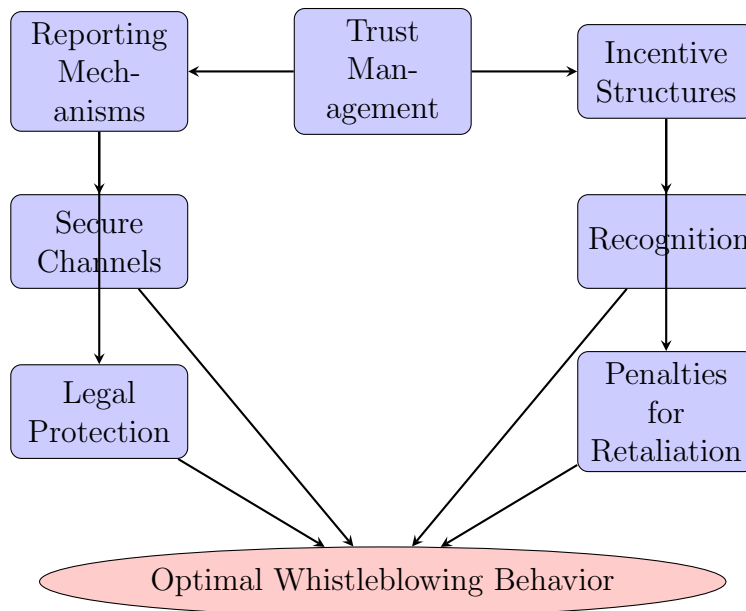 Reporting
Mech-
anisms
Trust
Man-
agement
Incentive
Structures
Secure
Channels
Recognition
Legal
Protection
Penalties
for
Retaliation
Optimal Whistleblowing Behavior